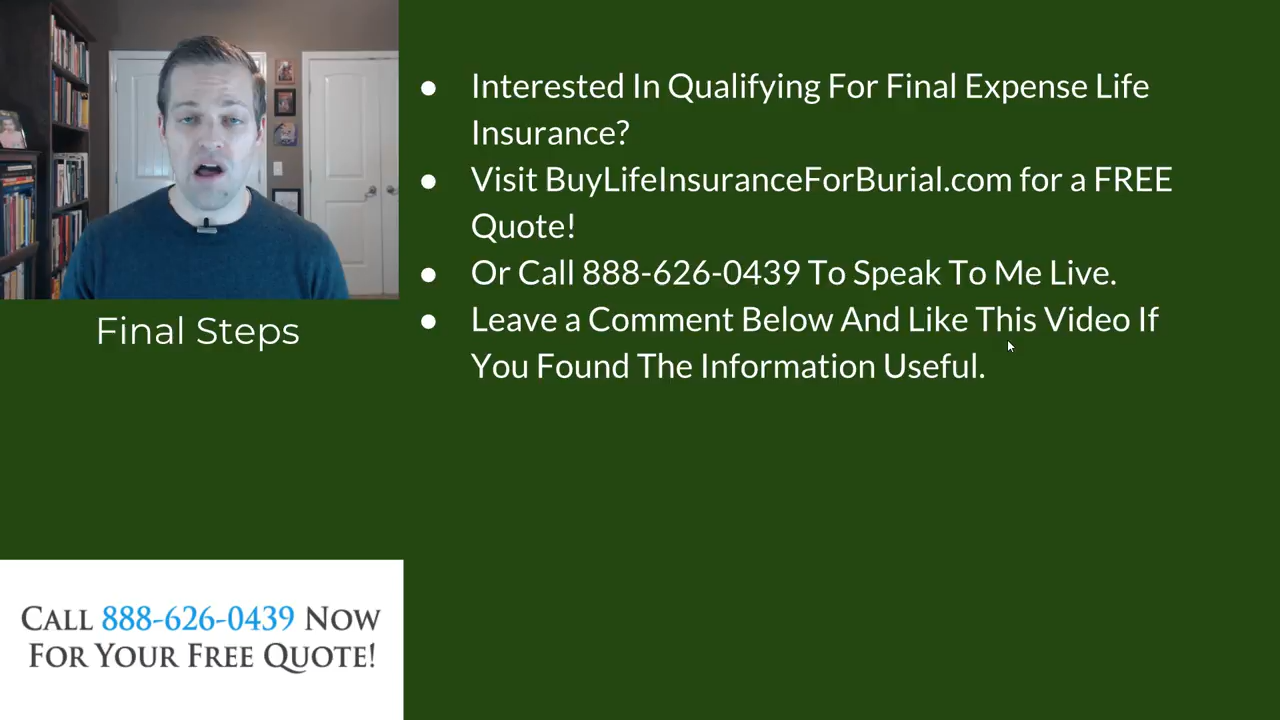 Interested In Qualifying For Final Expense Life
Insurance?
Visit BuyLifeInsuranceForBurial.com for a FREE
Quote!
Or Call 888-626-0439 To Speak To Me Live.
Leave a Comment Below And Like This Video If
You Found The Information Useful.
Final Steps
CALL 888-626-0439 NOW
FOR YOUR FREE QUOTE!